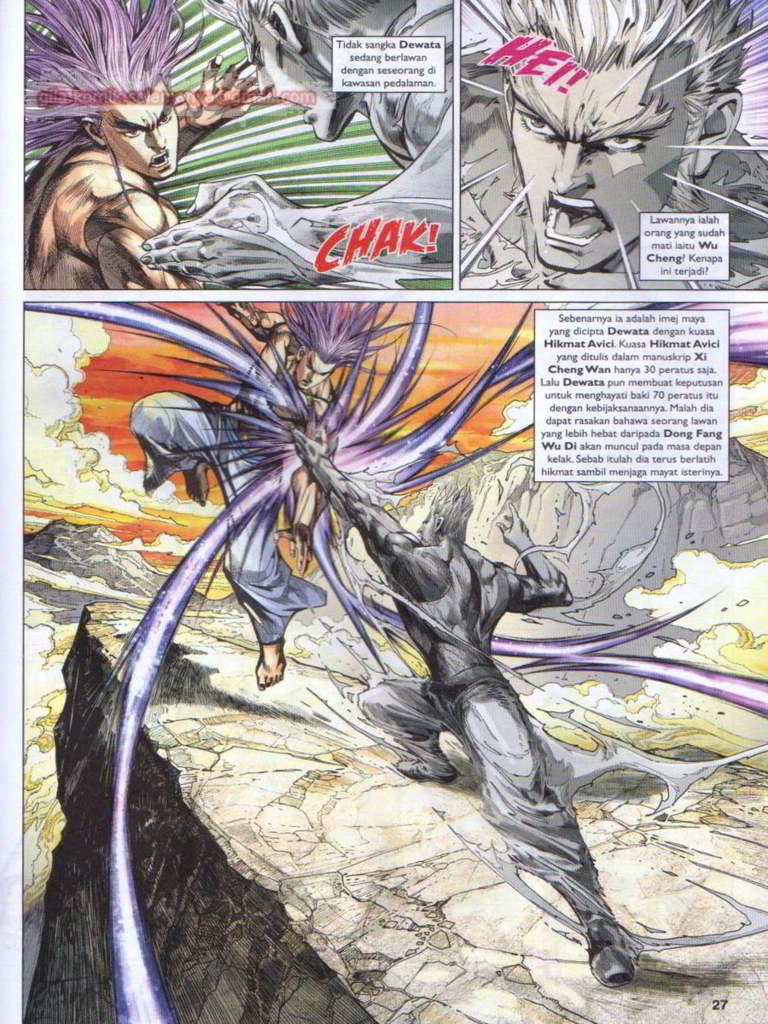 Tidak sangka Dewata
sedang berlawan
dengan seseorang di
kawasan pedalaman.
CHAK!
HEI!!
Lawannya ialah
orang yang sudah
mati iaitu Wu
Cheng? Kenapa
ini terjadi?
Sebenarnya ia adalah imej maya
yang dicipta Dewata dengan kuasa
Hikmat Avici. Kuasa Hikmat Avici
yang ditulis dalam manuskrip Xi
Cheng Wan hanya 30 peratus saja.
Lalu Dewata pun membuat keputusan
untuk menghayati baki 70 peratus itu
dengan kebijaksanaannya. Malah dia
dapat rasakan bahawa seorang lawan
yang lebih hebat daripada Dong Fang
Wu Di akan muncul pada masa depan
kelak. Sebab itulah dia terus berlatih
hikmat sambil menjaga mayat isterinya.
27